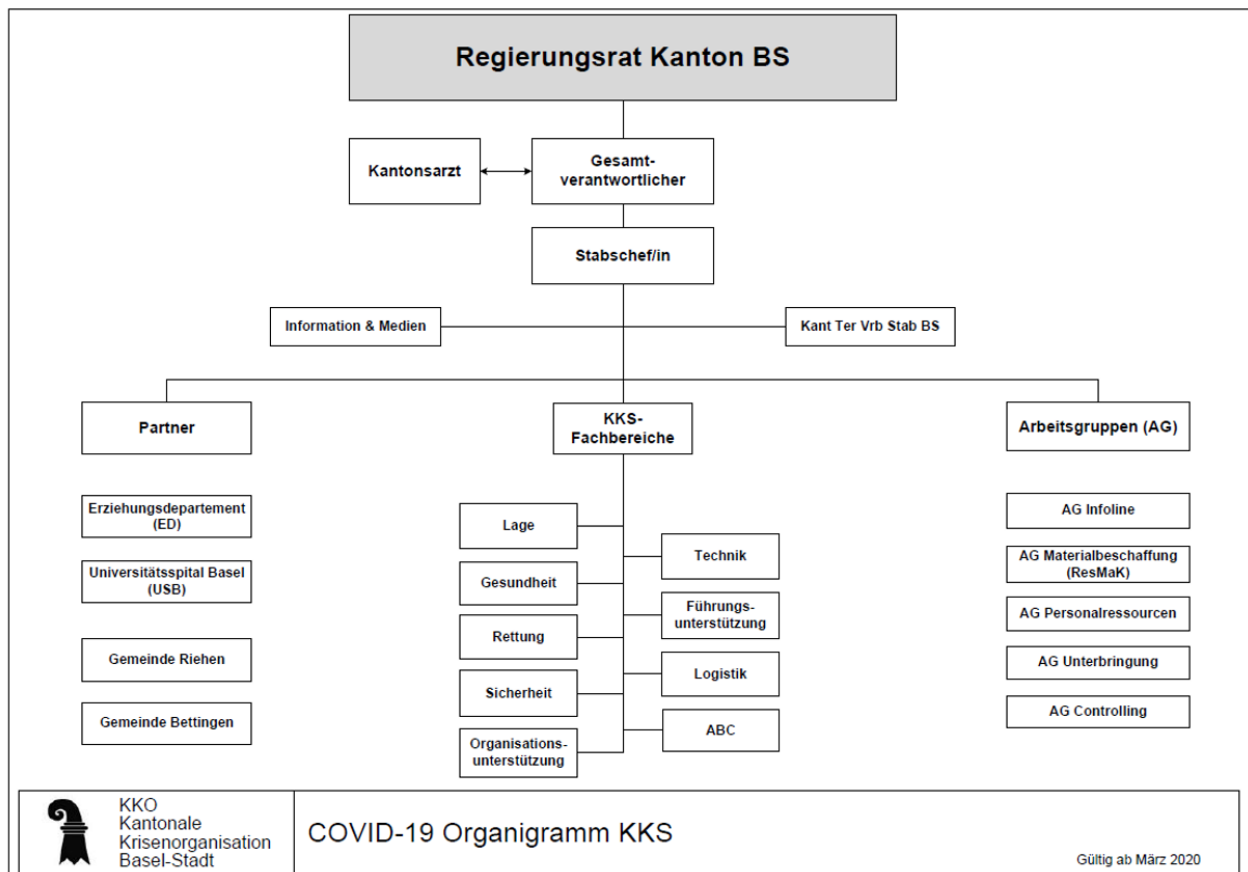 Regierungsrat Kanton BS
Kantonsarzt
Gesamt-
verantwortlicher
Stabschef/in
Information & Medien
Kant Ter Vrb Stab BS
Partner
KKS-
Fachbereiche
Arbeitsgruppen (AG)
Erziehungsdepartement
(ED)
Universitätsspital Basel
(USB)
Gemeinde Riehen
Gemeinde Bettingen
Lage
Gesundheit
Rettung
Sicherheit
Organisations-
unterstützung
Technik
Führungs-
unterstützung
Logistik
ABC
AG Infoline
AG Materialbeschaffung
(ResMaK)
AG Personalressourcen
AG Unterbringung
AG Controlling
KKO
Kantonale
Krisenorganisation
Basel-Stadt
COVID-19 Organigramm KKS
Gültig ab März 2020